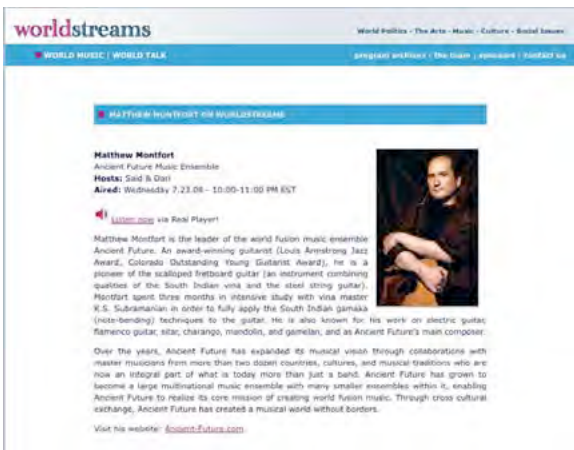 worldstreams
World Politics - The Arts - Music - Culture - Social Issues
WORLD MUSIC | WORLD TALK
program archives | the team | sponsors | contact us
MATTHEW MONTFORT ON WORLDSTREAMS
Matthew Montfort
Ancient Future Music Ensemble
Hosts: Said & Dari
Aired: Wednesday 7.23.08 - 10:00-11:00 PM EST
Listen now via Real Player!
Matthew Montfort is the leader of the world fusion music ensemble
Ancient Future. An award-winning guitarist (Louis Armstrong Jazz
Award, Colorado Outstanding Young Guitarist Award), he is a
pioneer of the scalloped fretboard guitar (an instrument combining
qualities of the South Indian vina and the steel string guitar).
Montfort spent three months in intensive study with vina master
K.S. Subramanian in order to fully apply the South Indian gamaka
(note-bending) techniques to the guitar. He is also known for his work on electric guitar,
flamenco guitar, sitar, charango, mandolin, and gamelan, and as Ancient Future's main composer.
Over the years, Ancient Future has expanded its musical vision through collaborations with
master musicians from more than two dozen countries, cultures, and musical traditions who are
now an integral part of what is today more than just a band. Ancient Future has grown to
become a large multinational music ensemble with many smaller ensembles within it, enabling
Ancient Future to realize its core mission of creating world fusion music. Through cross cultural
exchange, Ancient Future has created a musical world without borders.
Visit his website: Ancient-Future.com